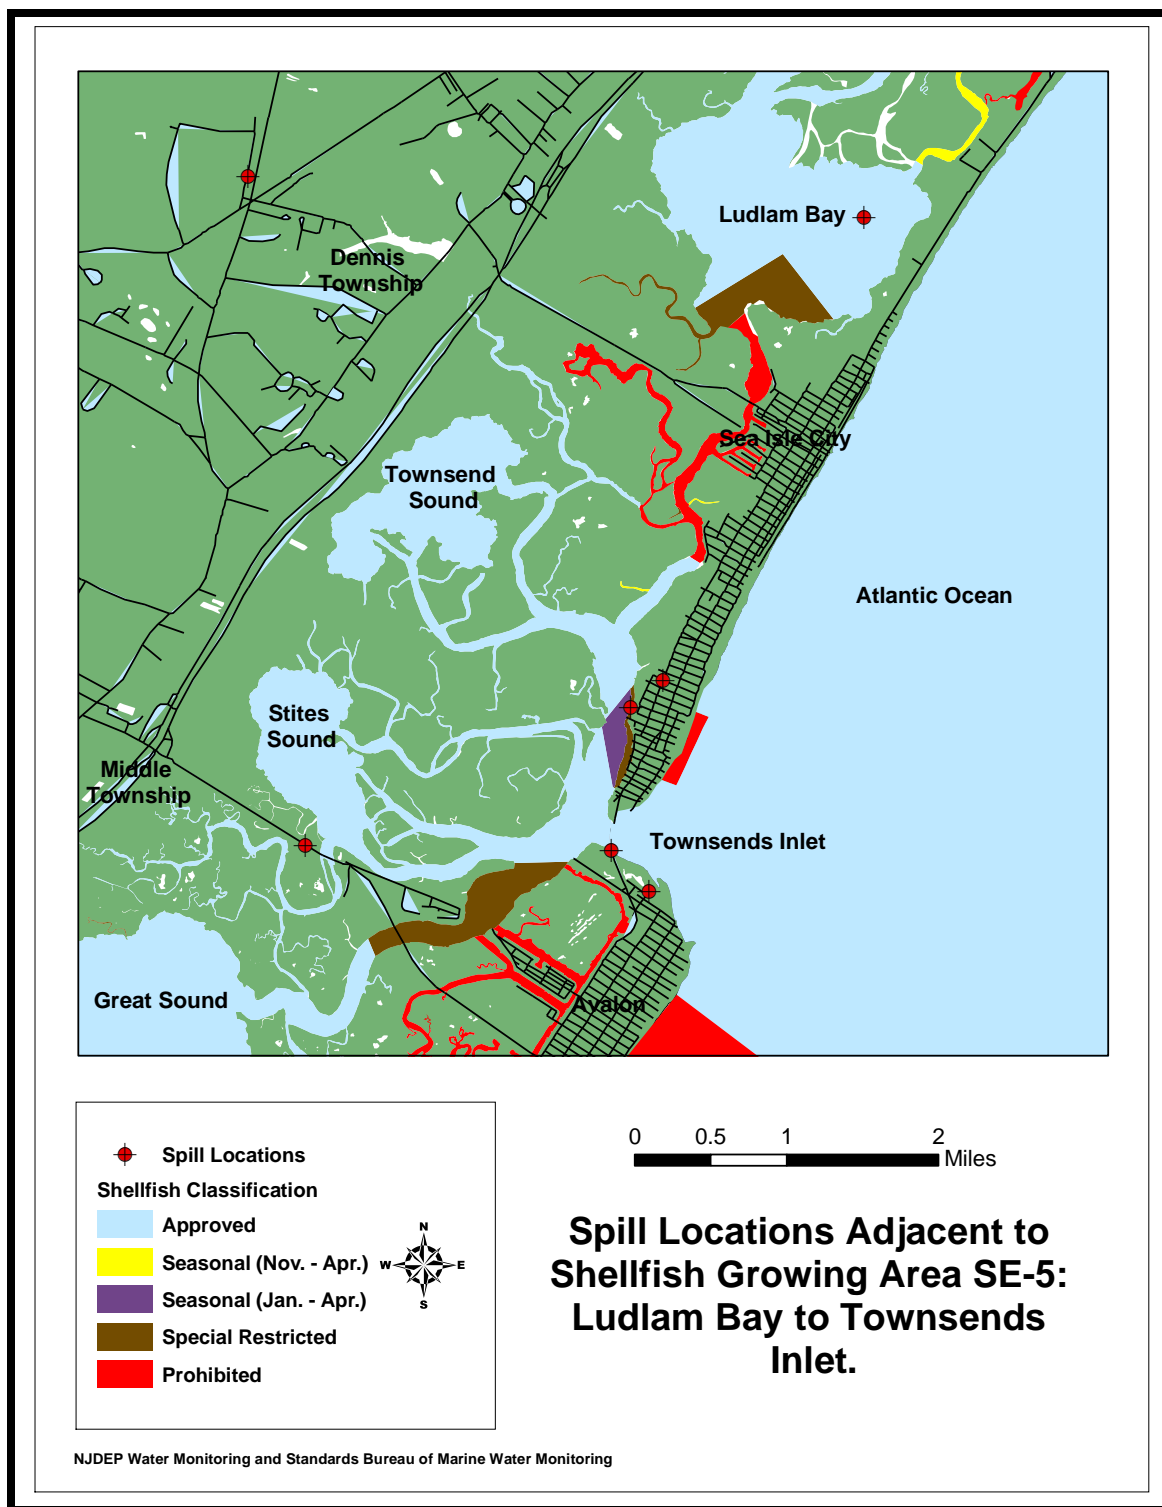 Ludlam Bay
Dennis
Township
Sea Isle City
Townsend
Sound
Atlantic Ocean
Stites
Sound
Middle
Township
Townsends Inlet
Great Sound
Avalon
Spill Locations
Shellfish Classification
Approved
Seasonal (Nov. - Apr.)
Seasonal (Jan. - Apr.)
Special Restricted
Prohibited
N
W
E
S
0 0.5 1 2
Miles
Spill Locations Adjacent to
Shellfish Growing Area SE-5:
Ludlam Bay to Townsends
Inlet.
NJDEP Water Monitoring and Standards Bureau of Marine Water Monitoring